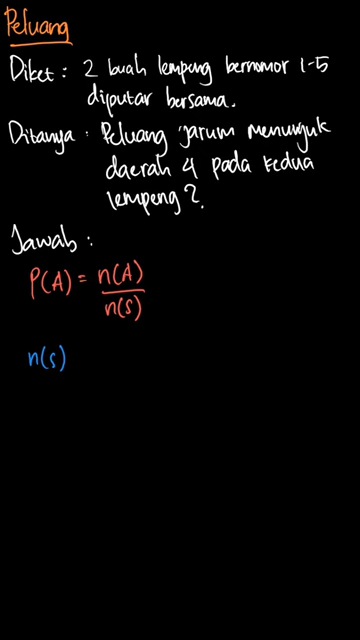 Peluang
Diket : 2 buah lempeng bernomor 1-5
diputar bersama.
Ditanya : Peluang jarum menunjuk
daerah 4 pada kedua
lempeng ?
Jawab :
P(A) = n(A)
n(s)
n(s)